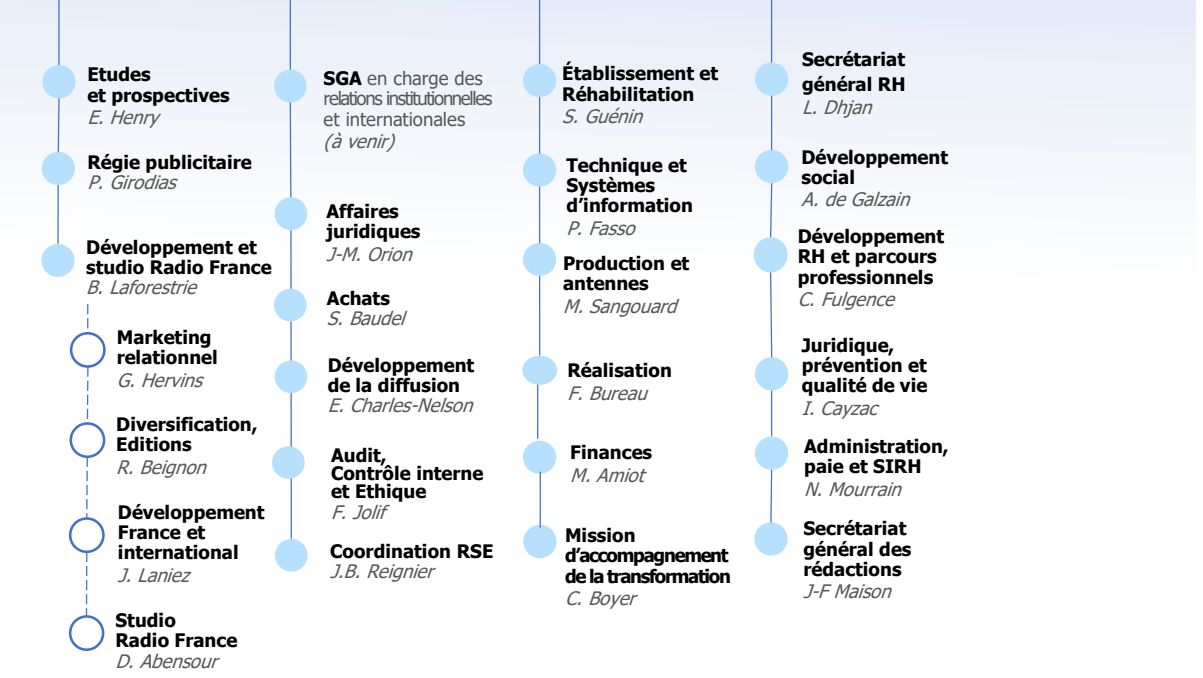 Etudes
et prospectives
E. Henry
Régie publicitaire
P. Girodias
Développement et
studio Radio France
B. Laforestrie
Marketing
relationnel
G. Hervins
Diversification,
Editions
R. Beignon
Développement
France et
international
J. Laniez
Studio
Radio France
D. Abensour
SGA en charge des
relations institutionnelles
et internationales
(à venir)
Affaires
juridiques
J-M. Orion
Achats
S. Baudel
Développement
de la diffusion
E. Charles-Nelson
Audit,
Contrôle interne
et Ethique
F. Jolif
Coordination RSE
J.B. Reignier
Établissement et
Réhabilitation
S. Guénin
Technique et
Systèmes
d’information
P. Fasso
Production et
antennes
M. Sangouard
Réalisation
F. Bureau
Finances
M. Amiot
Mission
d’accompagnement
de la transformation
C. Boyer
Secrétariat
général RH
L. Dhjan
Développement
social
A. de Galzain
Développement
RH et parcours
professionnels
C. Fulgence
Juridique,
prévention et
qualité de vie
I. Cayzac
Administration,
paie et SIRH
N. Mourrain
Secrétariat
général des
rédactions
J-F Maison